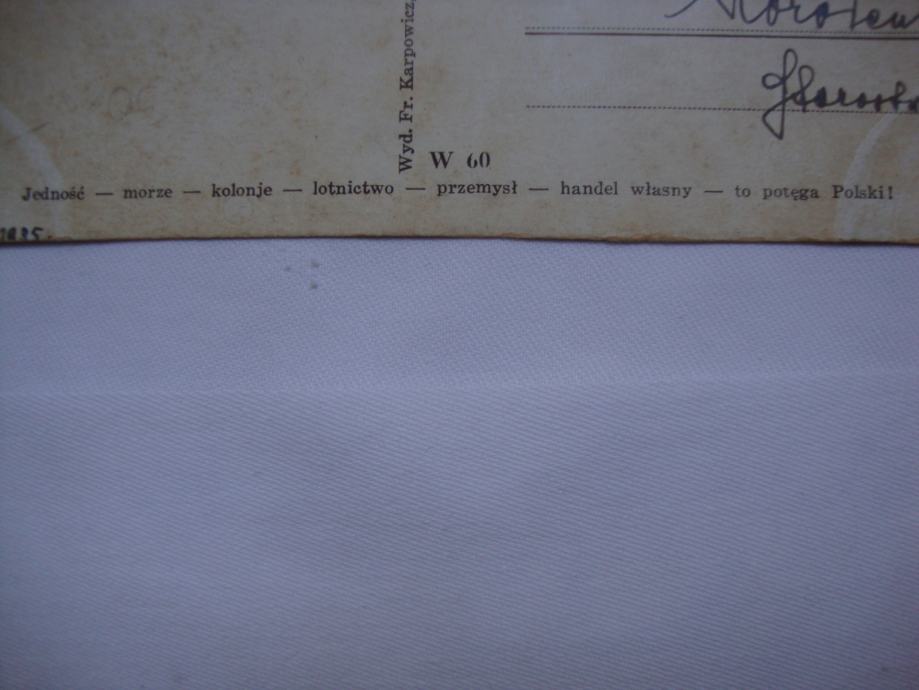 Wyd. Fr. Karpowicz,
W 60
Jedność — morze — kolonje — lotnictwo — przemysł — handel własny — to potęga Polski!